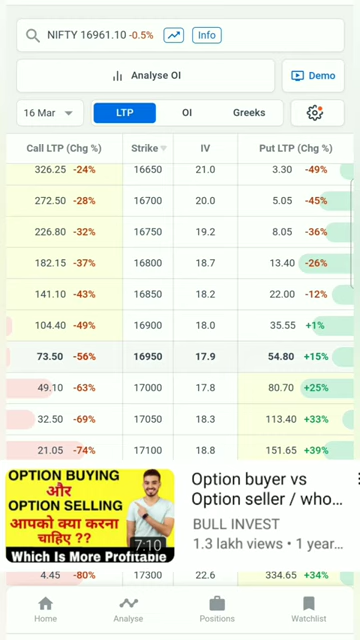 NIFTY 16961.10 -0.5% Info
Analyse OI Demo
16 Mar LTP OI Greeks
Call LTP (Chg %) Strike IV Put LTP (Chg %)
326.25 -24% 16650 21.0 3.30 -49%
272.50 -28% 16700 20.0 5.05 -45%
226.80 -32% 16750 19.2 8.05 -36%
182.15 -37% 16800 18.7 13.40 -26%
141.10 -43% 16850 18.2 22.00 -12%
104.40 -49% 16900 18.0 35.55 +1%
73.50 -56% 16950 17.9 54.80 +15%
49.10 -63% 17000 17.8 80.70 +25%
32.50 -69% 17050 18.3 113.40 +33%
21.05 -74% 17100 18.8 151.65 +39%
OPTION BUYING
और
OPTION SELLING
आपको क्या करना
चाहिए ??
7:10
Which Is More Profitable
Option buyer vs
Option seller / who...
BULL INVEST
1.3 lakh views • 1 year...
4.45 -80% 17300 22.6 334.65 +34%
Home Analyse Positions Watchlist